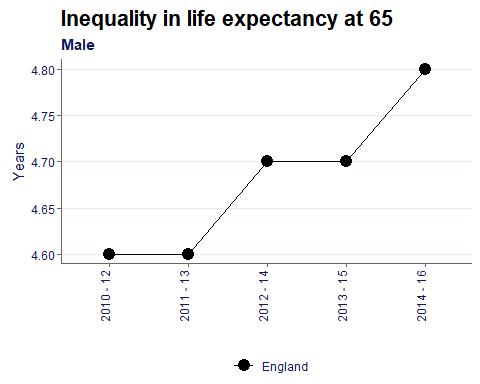 Inequality in life expectancy at 65
Male
4.80
4.75
4.70
4.65
4.60
Years
2010 - 12
2011 - 13
2012 - 14
2013 - 15
2014 - 16
England